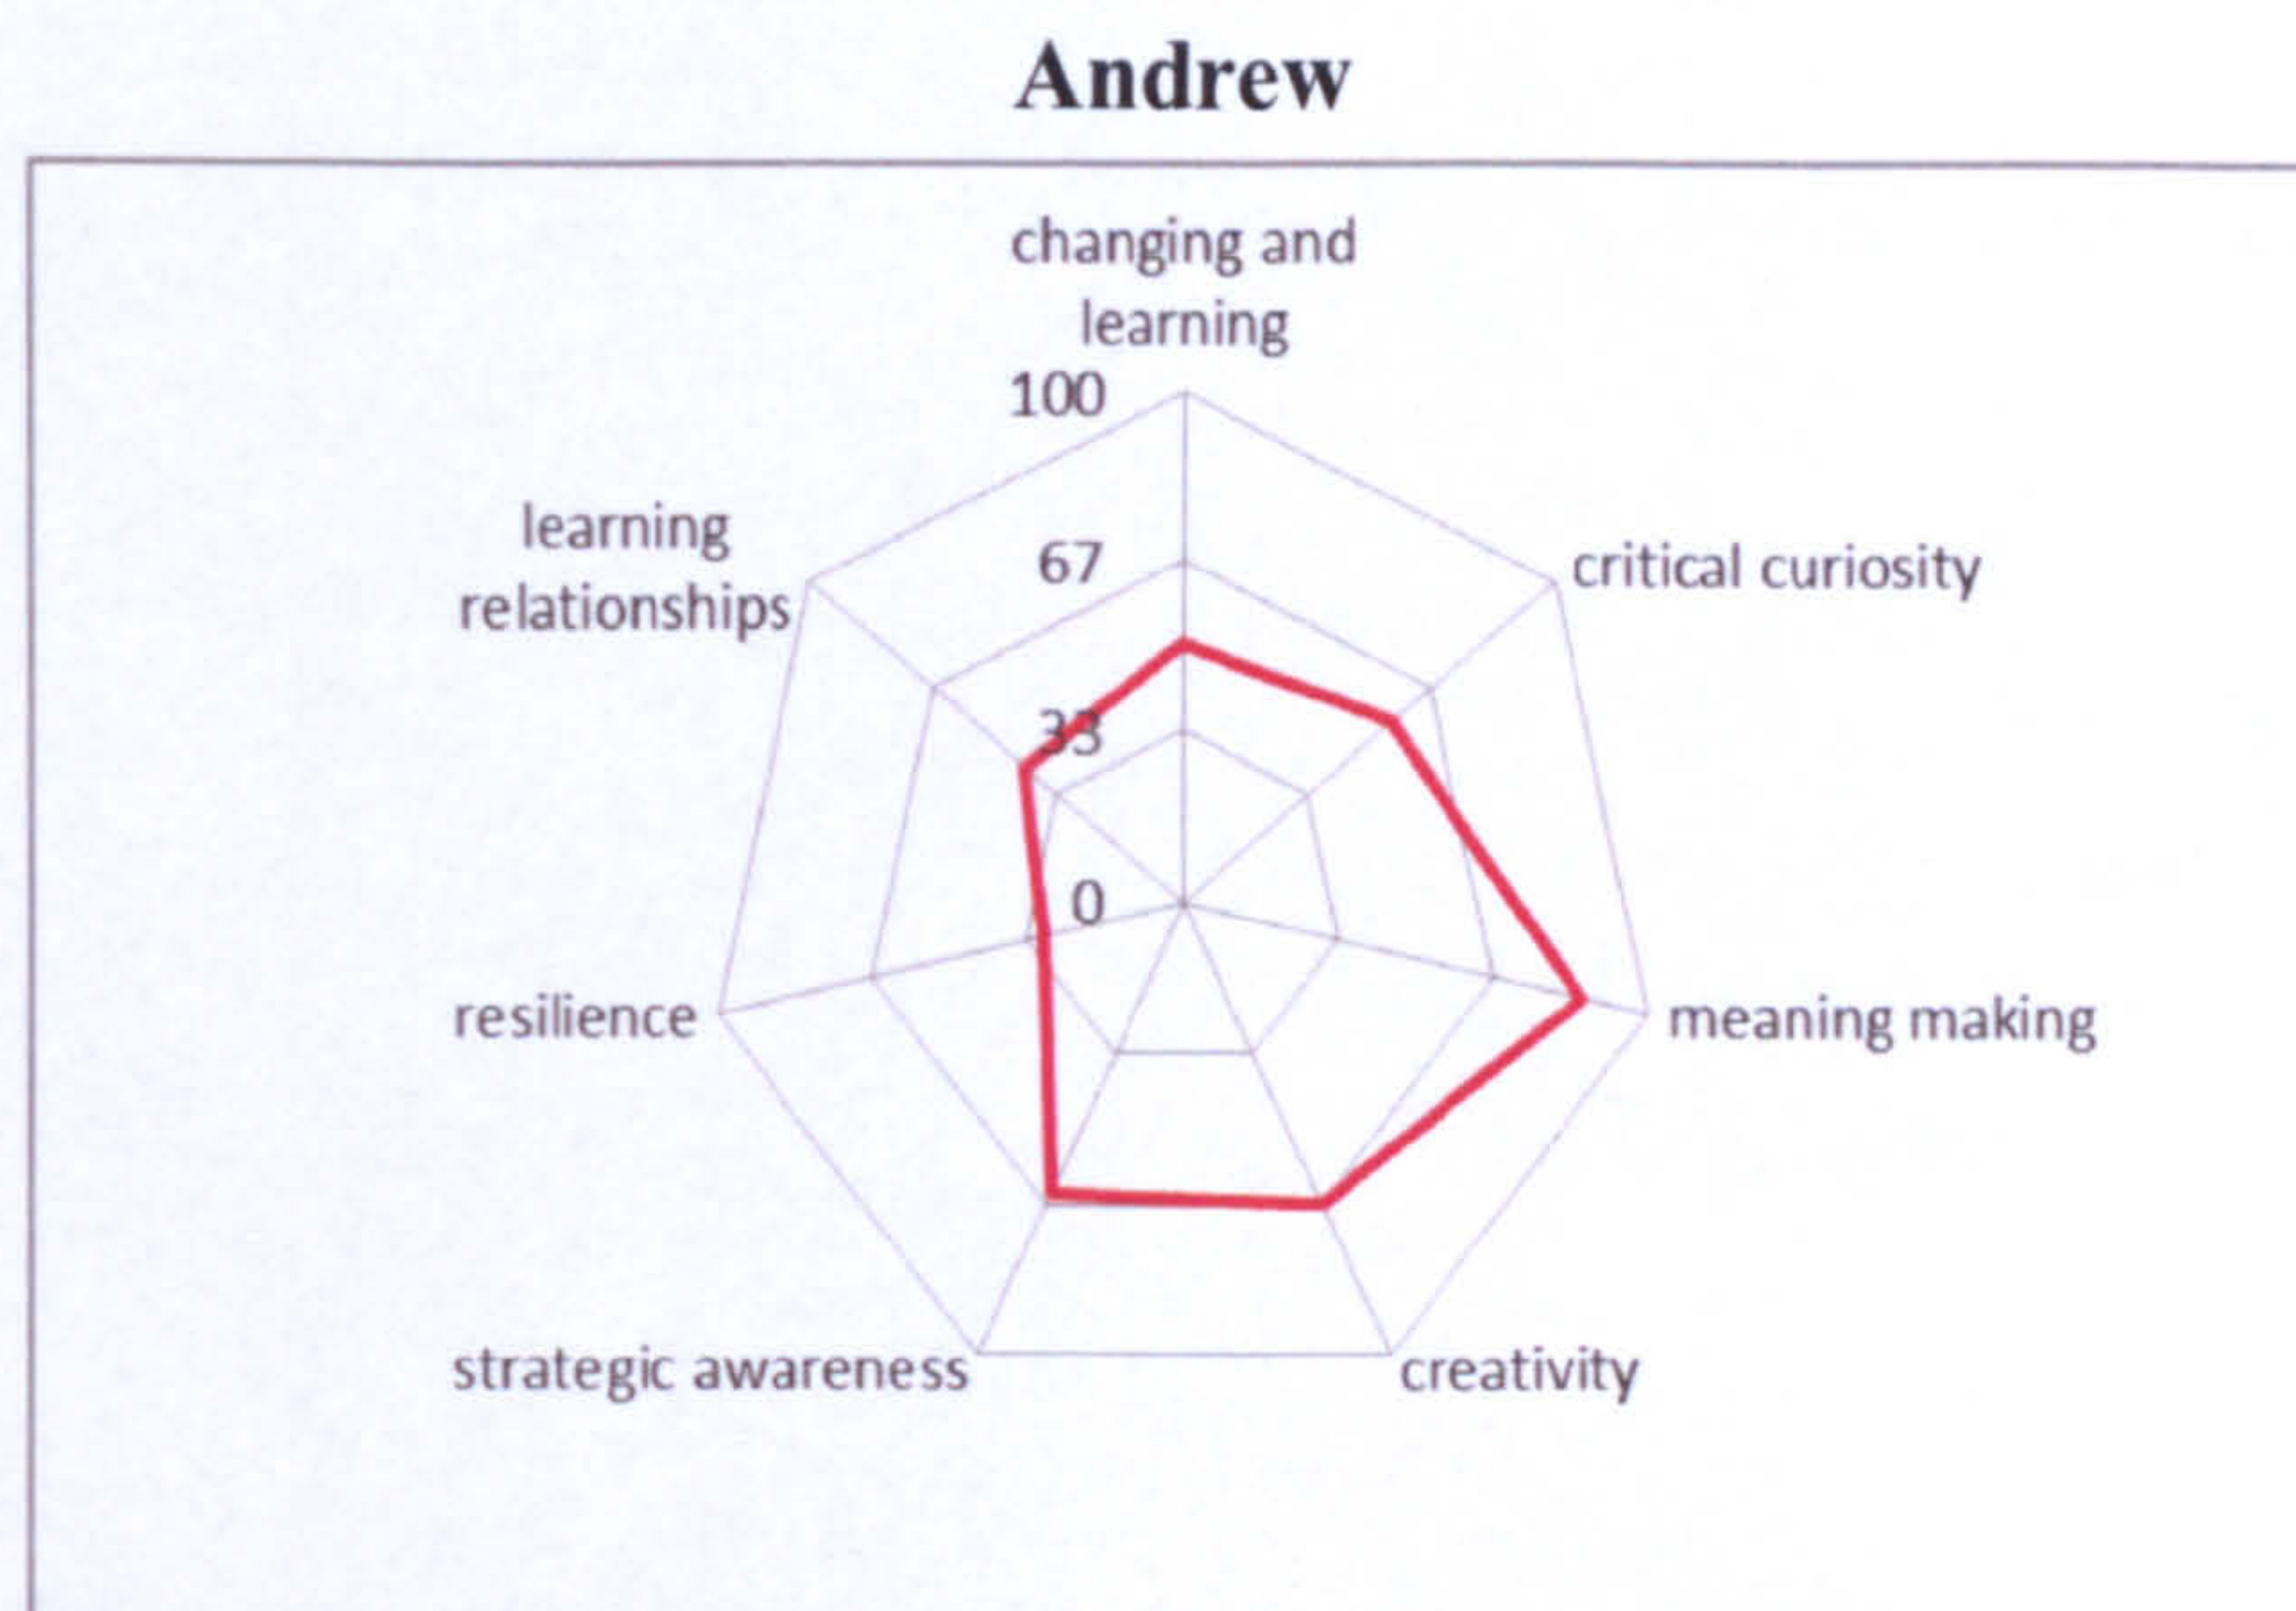 Andrew
changing and
learning
100
learning
relationships
67
critical curiosity
33
0
resilience
meaning making
strategic awareness
creativity